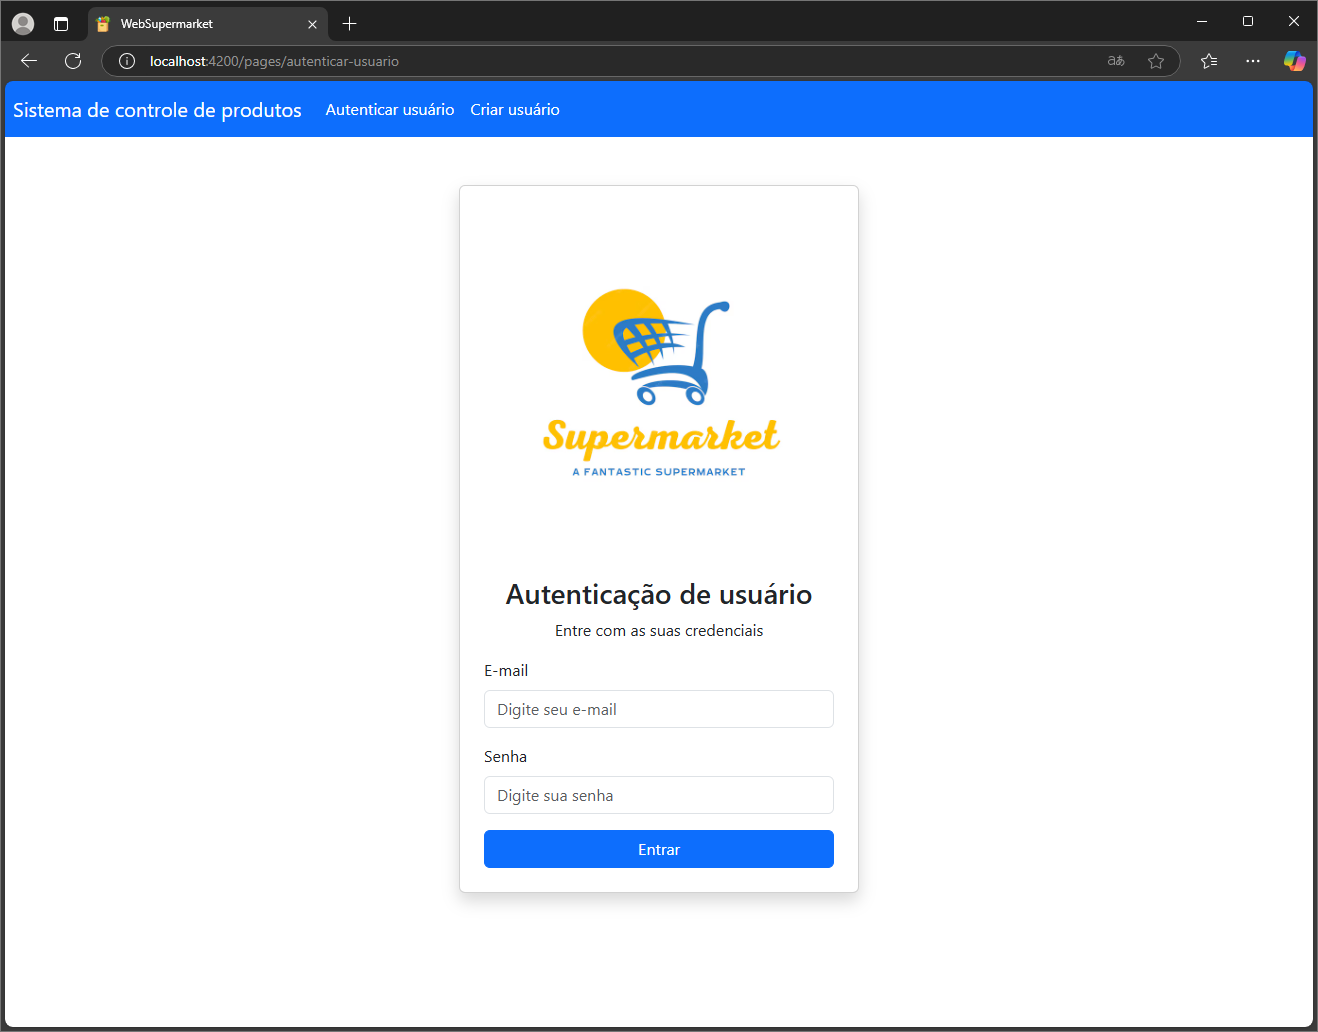 WebSupermarket
localhost:4200/pages/autenticar-usuario
Sistema de controle de produtos Autenticar usuário Criar usuário
Supermarket
A FANTASTIC SUPERMARKET
Autenticação de usuário
Entre com as suas credenciais
E-mail
Digite seu e-mail
Senha
Digite sua senha
Entrar